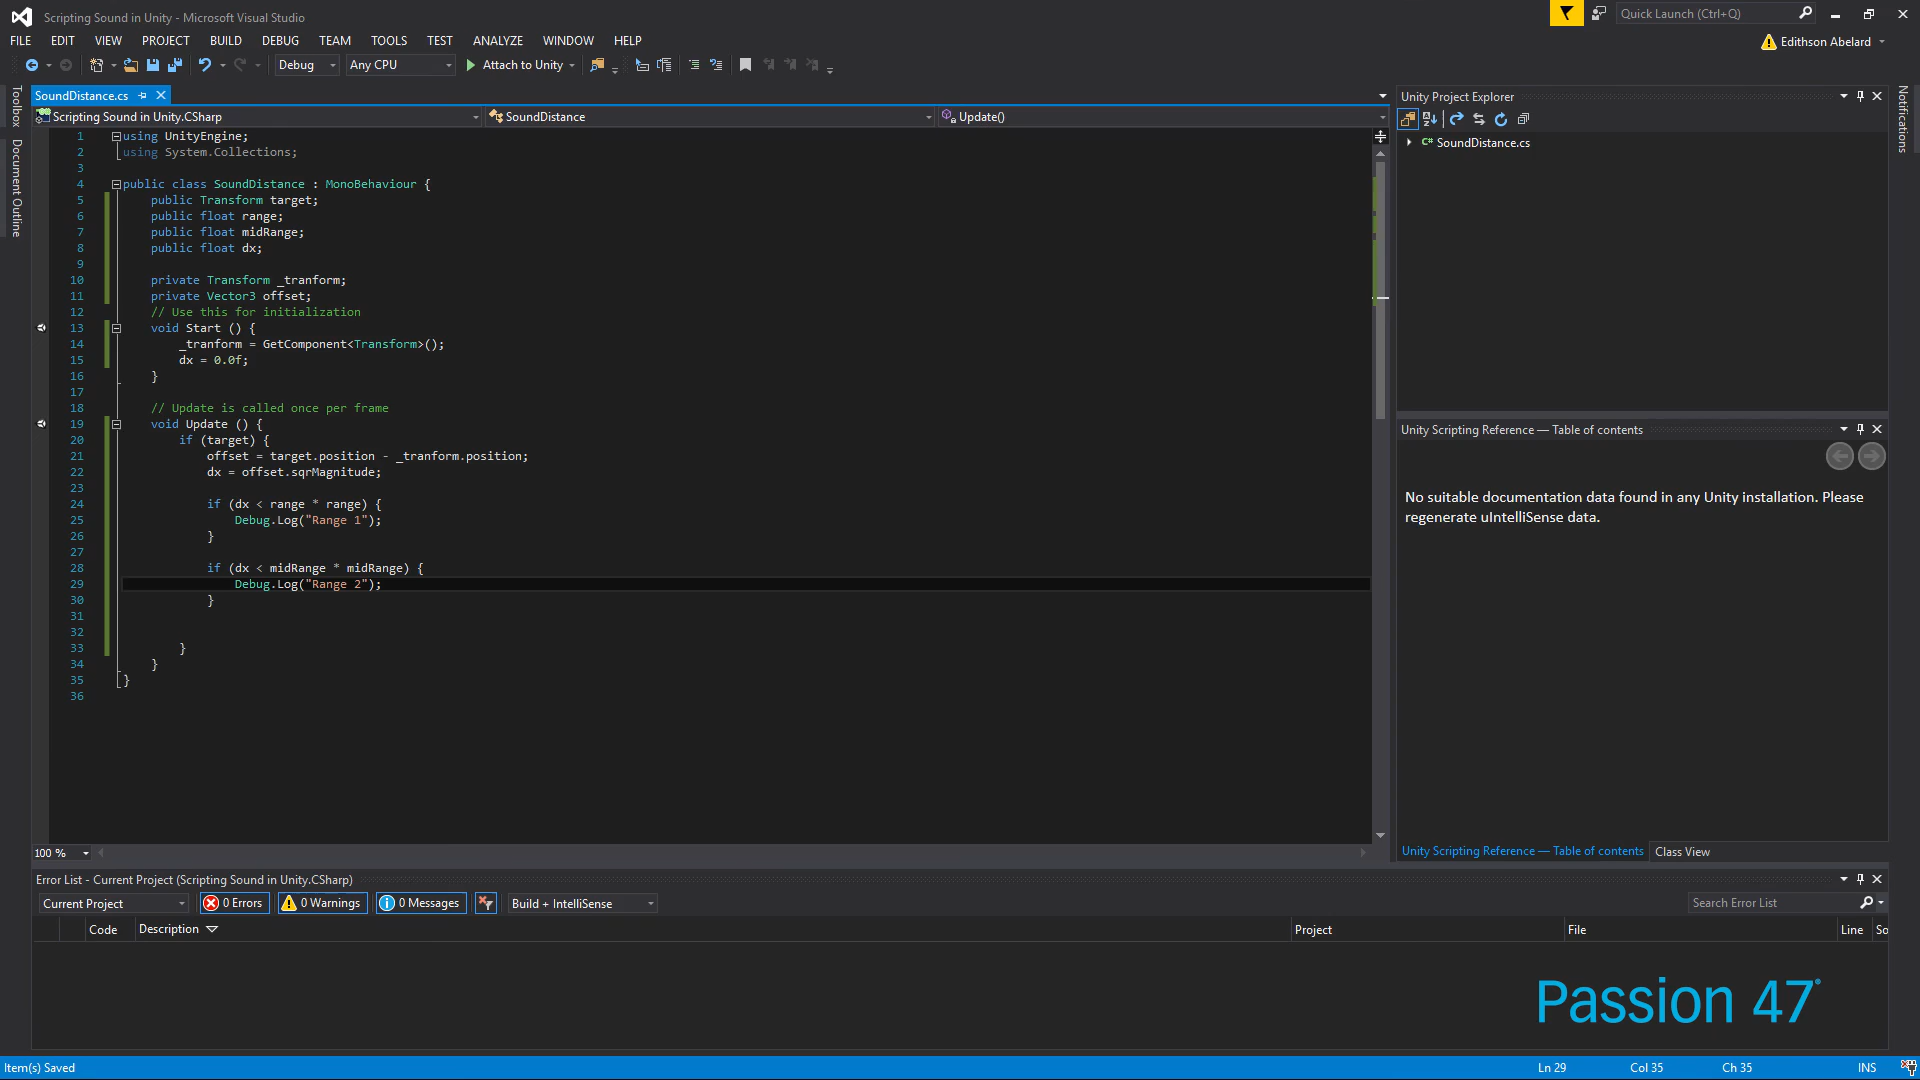 Scripting Sound in Unity - Microsoft Visual Studio
Quick Launch (Ctrl+Q)
FILE EDIT VIEW PROJECT BUILD DEBUG TEAM TOOLS TEST ANALYZE WINDOW HELP
Edithson Abelard
Debug Any CPU Attach to Unity
Toolbox
Document Outline
SoundDistance.cs
Scripting Sound in Unity.CSharp SoundDistance Update()
1 using UnityEngine;
2 using System.Collections;
3
4 public class SoundDistance : MonoBehaviour {
5 public Transform target;
6 public float range;
7 public float midRange;
8 public float dx;
9
10 private Transform _tranform;
11 private Vector3 offset;
12 // Use this for initialization
13 void Start () {
14 _tranform = GetComponent<Transform>();
15 dx = 0.0f;
16 }
17
18 // Update is called once per frame
19 void Update () {
20 if (target) {
21 offset = target.position - _tranform.position;
22 dx = offset.sqrMagnitude;
23
24 if (dx < range * range) {
25 Debug.Log("Range 1");
26 }
27
28 if (dx < midRange * midRange) {
29 Debug.Log("Range 2");
30 }
31
32
33 }
34 }
35 }
36
100 %
Unity Project Explorer
C# SoundDistance.cs
Notifications
Unity Scripting Reference — Table of contents
No suitable documentation data found in any Unity installation. Please
regenerate uIntelliSense data.
Unity Scripting Reference — Table of contents Class View
Error List - Current Project (Scripting Sound in Unity.CSharp)
Current Project 0 Errors 0 Warnings 0 Messages Build + IntelliSense Search Error List
Code Description Project File Line So
Passion 47
Item(s) Saved Ln 29 Col 35 Ch 35 INS